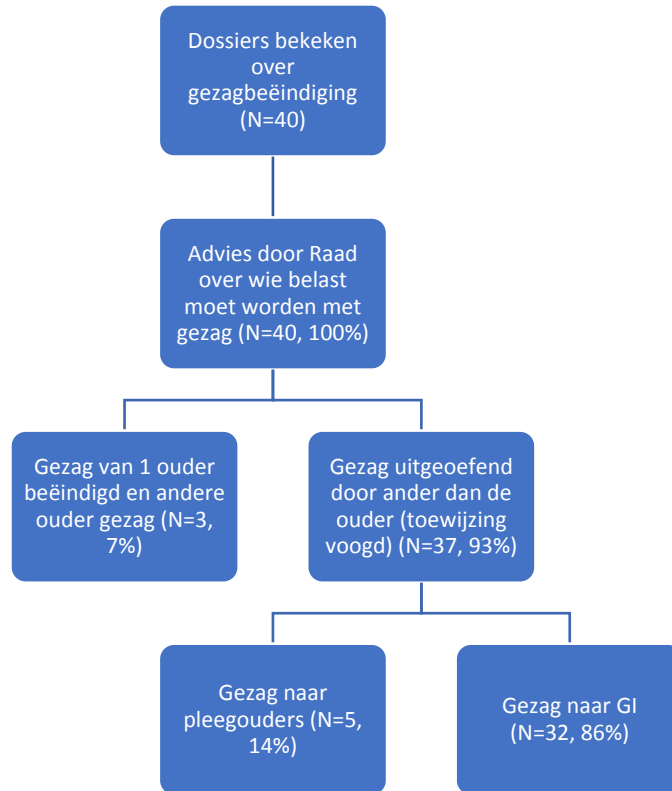 Dossiers bekeken
over
gezagbeëindiging
(N=40)
Advies door Raad
over wie belast
moet worden met
gezag (N=40, 100%)
Gezag van 1 ouder
beëindigd en andere
ouder gezag (N=3,
7%)
Gezag uitgeoefend
door ander dan de
ouder (toewijzing
voogd) (N=37, 93%)
Gezag naar
pleegouders (N=5,
14%)
Gezag naar GI
(N=32, 86%)